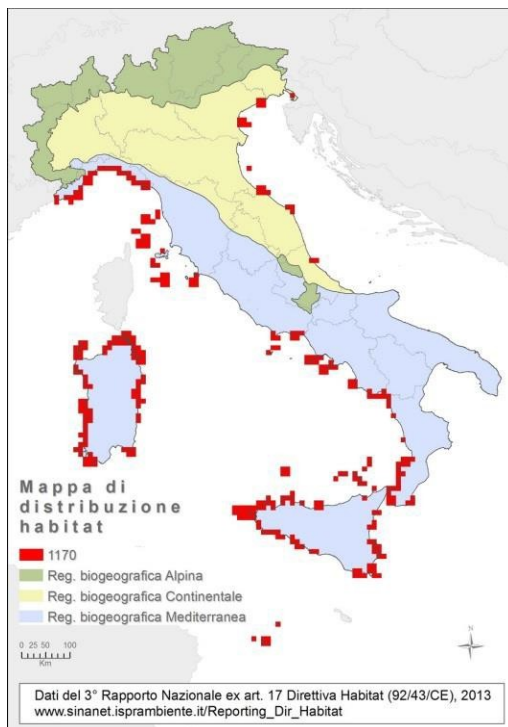 Mappa di
distribuzione
habitat
1170
Reg. biogeografica Alpina
Reg. biogeografica Continentale
Reg. biogeografica Mediterranea
0 25 50 100
Km
N
Dati del 3° Rapporto Nazionale ex art. 17 Direttiva Habitat (92/43/CE), 2013
www.sinanet.isprambiente.it/Reporting_Dir_Habitat